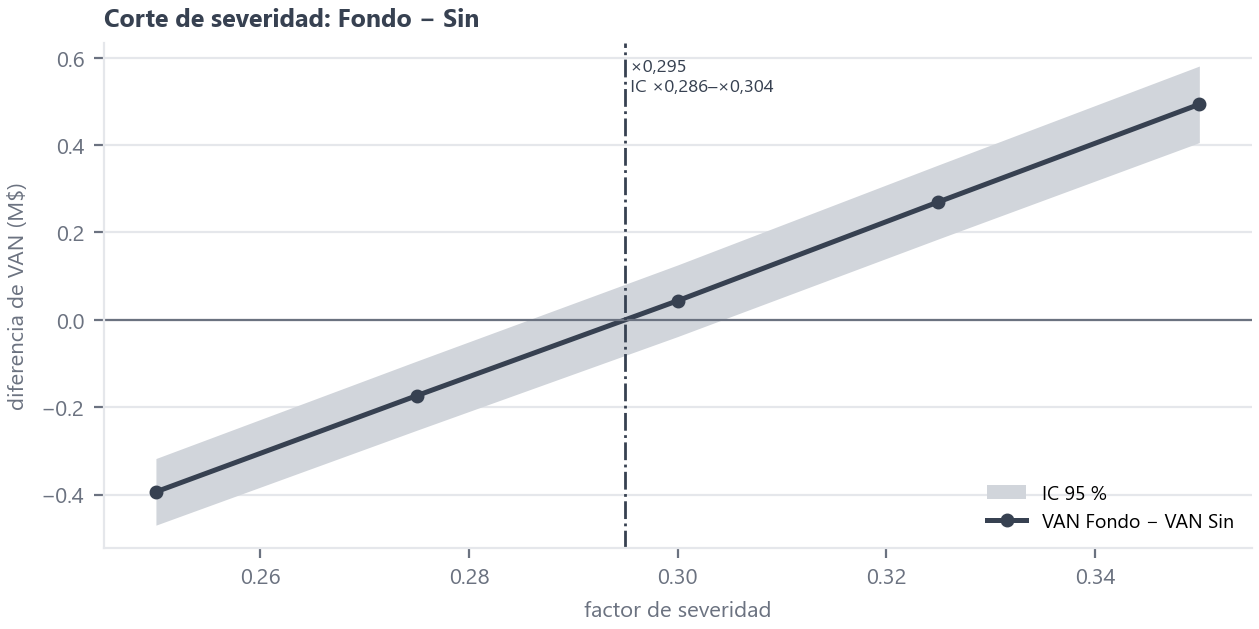 Corte de severidad: Fondo − Sin
×0,295
IC ×0,286–×0,304
0.6
0.4
0.2
0.0
−0.2
−0.4
diferencia de VAN (M$)
IC 95 %
VAN Fondo − VAN Sin
0.26
0.28
0.30
0.32
0.34
factor de severidad